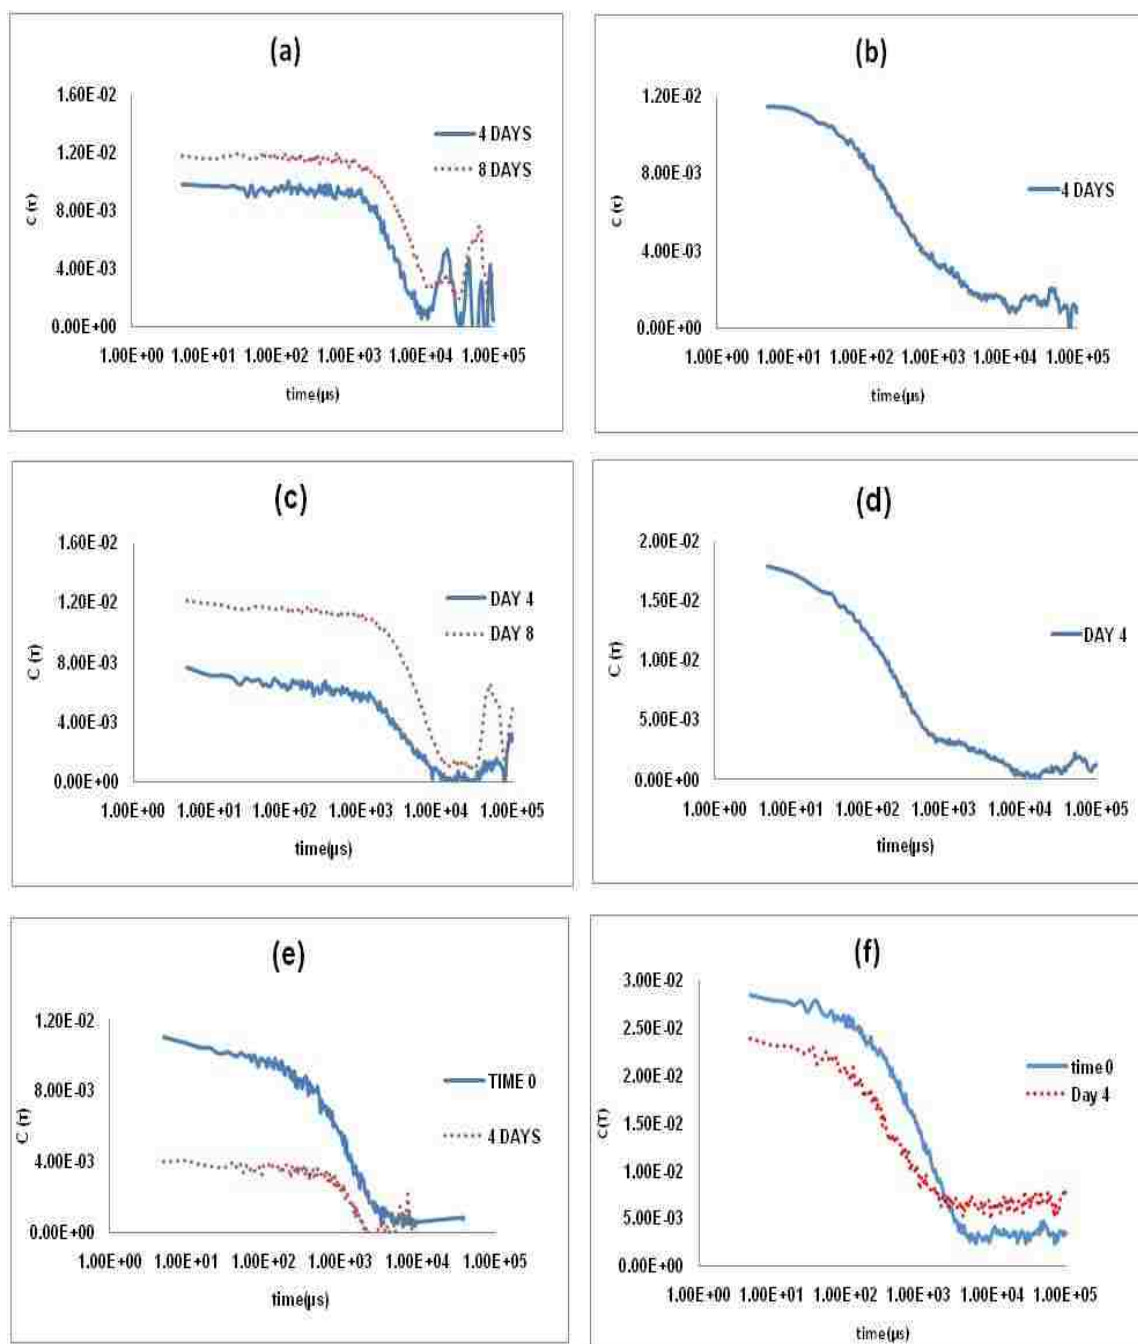 (a)
1.60E-02
1.20E-02
8.00E-03
4.00E-03
0.00E+00
C (τ)
4 DAYS
8 DAYS
1.00E+00 1.00E+01 1.00E+02 1.00E+03 1.00E+04 1.00E+05
time(µs)
(b)
1.20E-02
8.00E-03
4.00E-03
0.00E+00
C (τ)
4 DAYS
1.00E+00 1.00E+01 1.00E+02 1.00E+03 1.00E+04 1.00E+05
time(µs)
(c)
1.60E-02
1.20E-02
8.00E-03
4.00E-03
0.00E+00
C (τ)
DAY 4
DAY 8
1.00E+00 1.00E+01 1.00E+02 1.00E+03 1.00E+04 1.00E+05
time(µs)
(d)
2.00E-02
1.50E-02
1.00E-02
5.00E-03
0.00E+00
C (τ)
DAY 4
1.00E+00 1.00E+01 1.00E+02 1.00E+03 1.00E+04 1.00E+05
time(µs)
(e)
1.20E-02
8.00E-03
4.00E-03
0.00E+00
C (τ)
TIME 0
4 DAYS
1.00E+00 1.00E+01 1.00E+02 1.00E+03 1.00E+04 1.00E+05
time(µs)
(f)
3.00E-02
2.50E-02
2.00E-02
1.50E-02
1.00E-02
5.00E-03
0.00E+00
C(τ)
time 0
Day 4
1.00E+00 1.00E+01 1.00E+02 1.00E+03 1.00E+04 1.00E+05
time(µs)